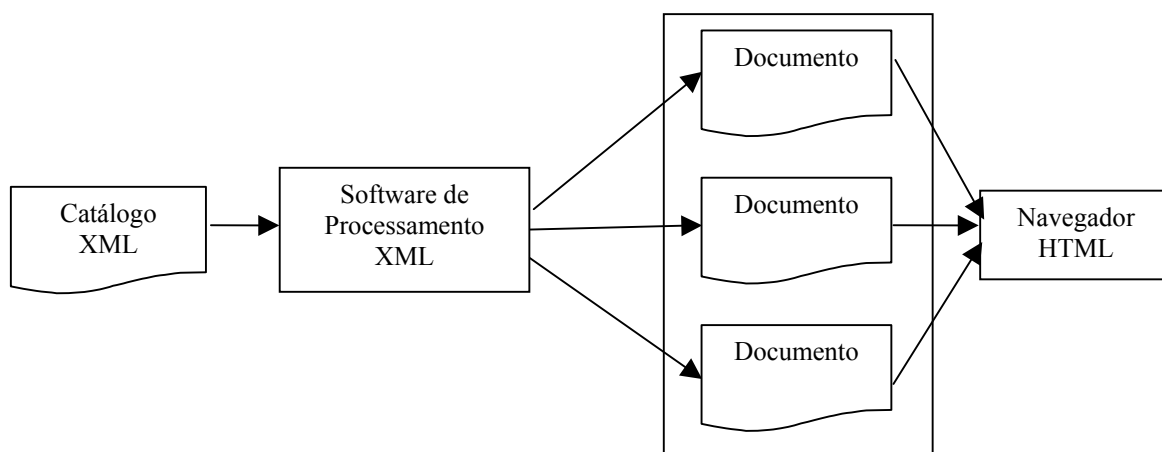 Catálogo
XML
Software de
Processamento
XML
Documento
Documento
Documento
Navegador
HTML